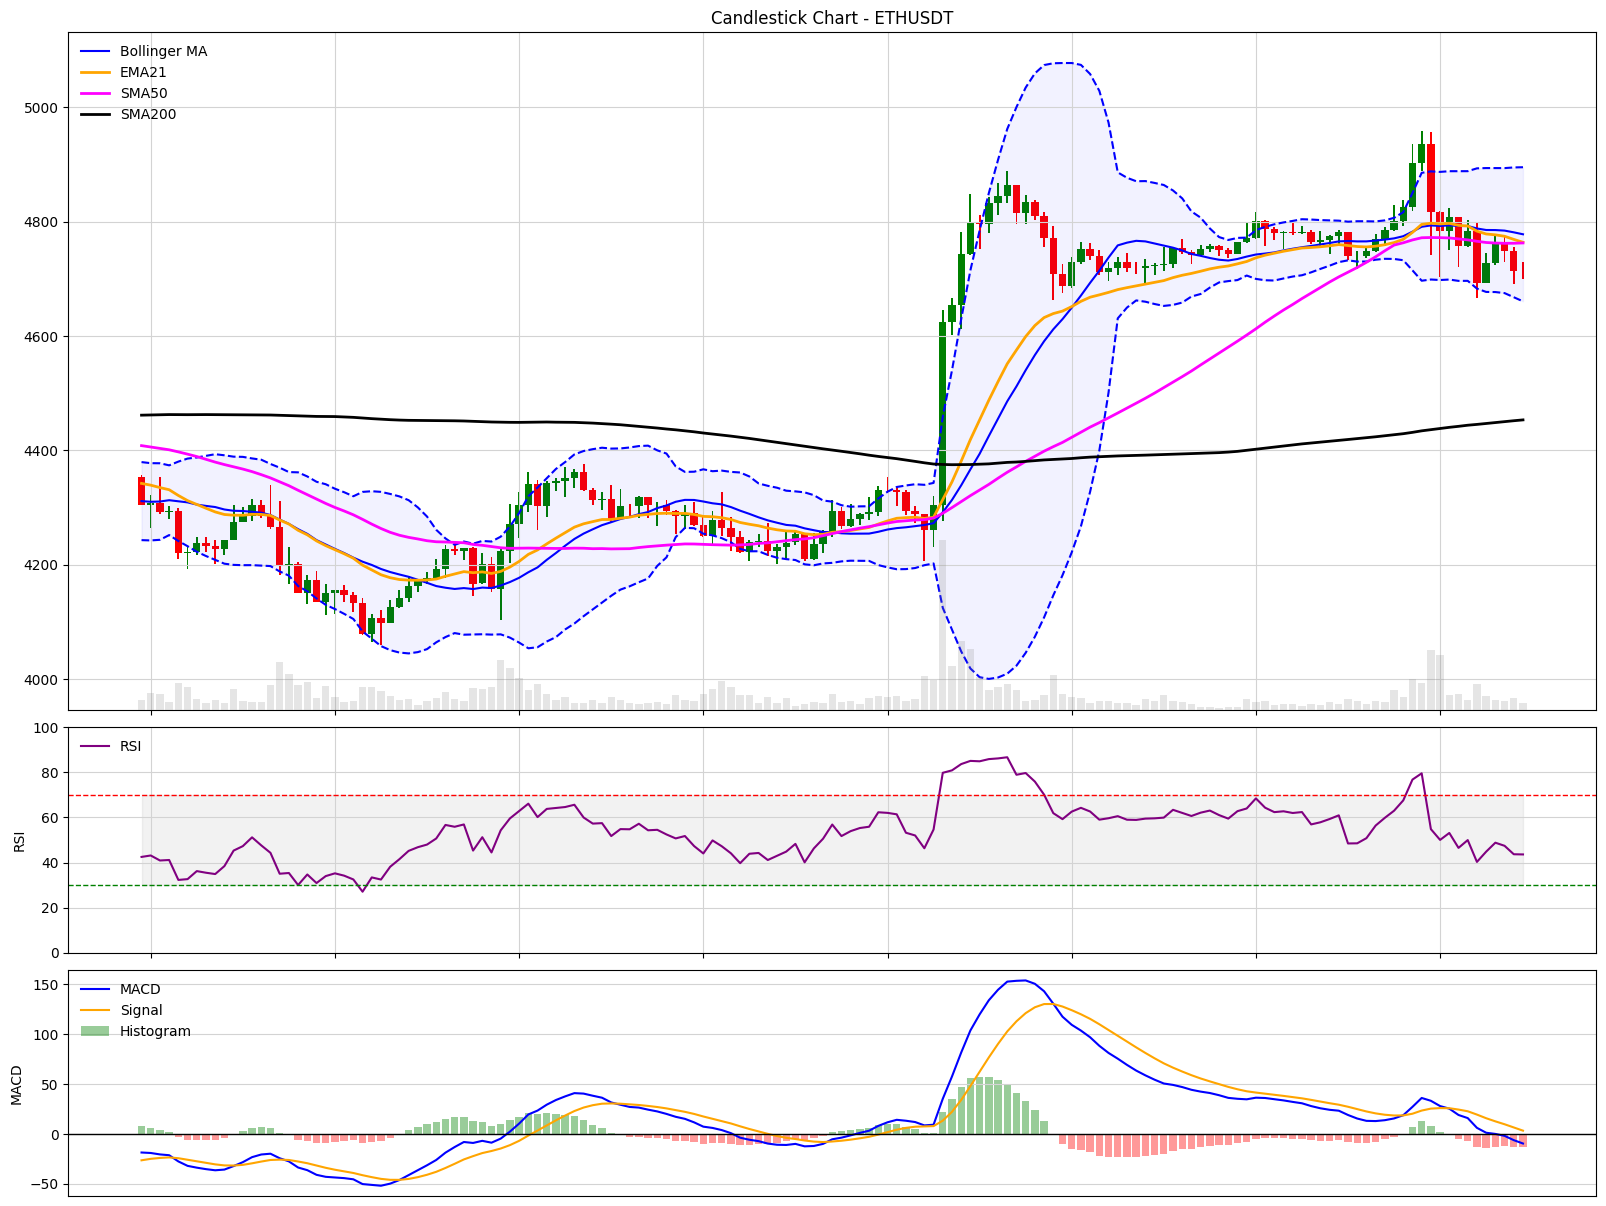 Candlestick Chart - ETHUSDT
Bollinger MA
EMA21
SMA50
SMA200
5000
4800
4600
4400
4200
4000
RSI
100
80
60
40
20
0
RSI
MACD
Signal
Histogram
150
100
50
0
−50
MACD